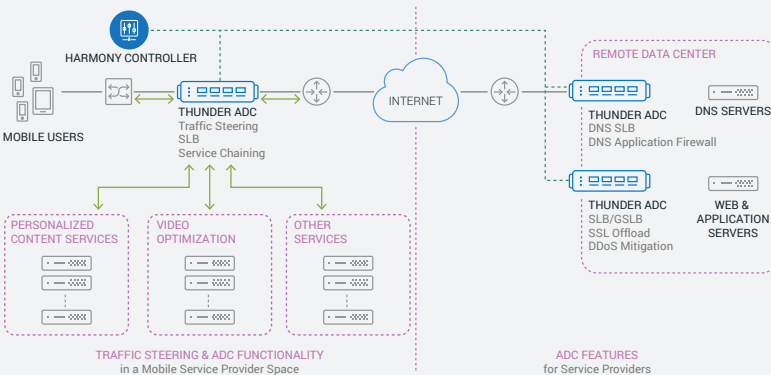 HARMONY CONTROLLER
MOBILE USERS
THUNDER ADC
Traffic Steering
SLB
Service Chaining
INTERNET
REMOTE DATA CENTER
THUNDER ADC
DNS SLB
DNS Application Firewall
DNS SERVERS
THUNDER ADC
SLB/GSLB
SSL Offload
DDoS Mitigation
WEB &
APPLICATION
SERVERS
PERSONALIZED
CONTENT SERVICES
VIDEO
OPTIMIZATION
OTHER
SERVICES
TRAFFIC STEERING & ADC FUNCTIONALITY
in a Mobile Service Provider Space
ADC FEATURES
for Service Providers